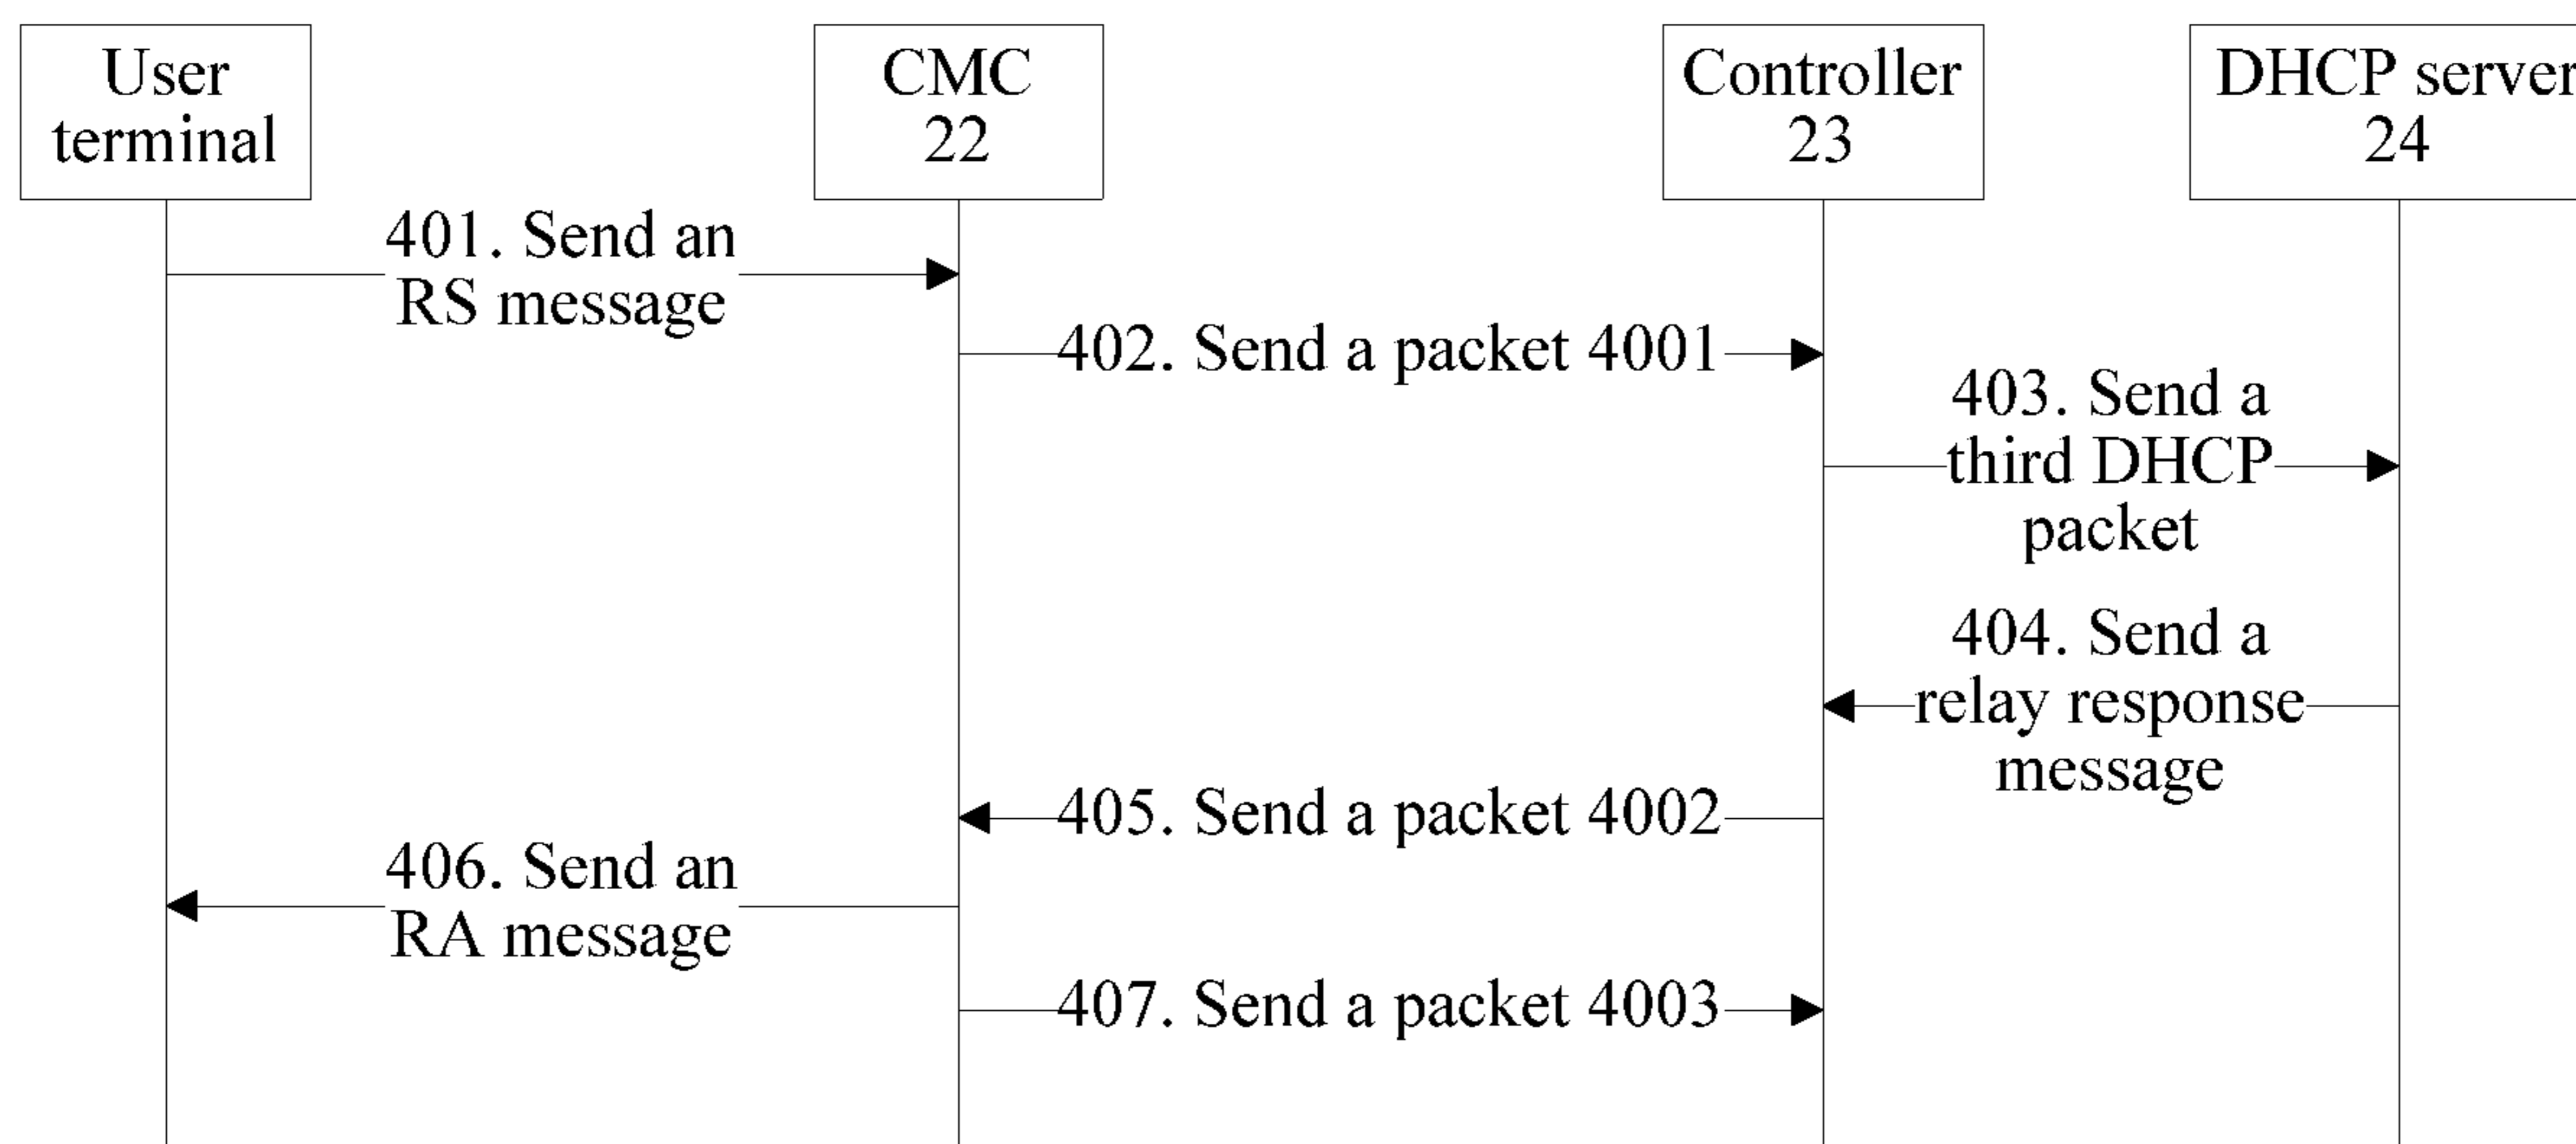 User
terminal
CMC
22
Controller
23
DHCP server
24
401. Send an
RS message
402. Send a packet 4001
403. Send a
third DHCP
packet
404. Send a
relay response
message
405. Send a packet 4002
406. Send an
RA message
407. Send a packet 4003